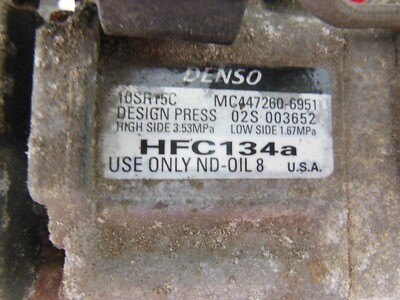 DENSO
10SR15C MC447260-6951
DESIGN PRESS 02S 003652
HIGH SIDE 3.53MPa LOW SIDE 1.67MPa
HFC134a
USE ONLY ND-OIL 8 U.S.A.